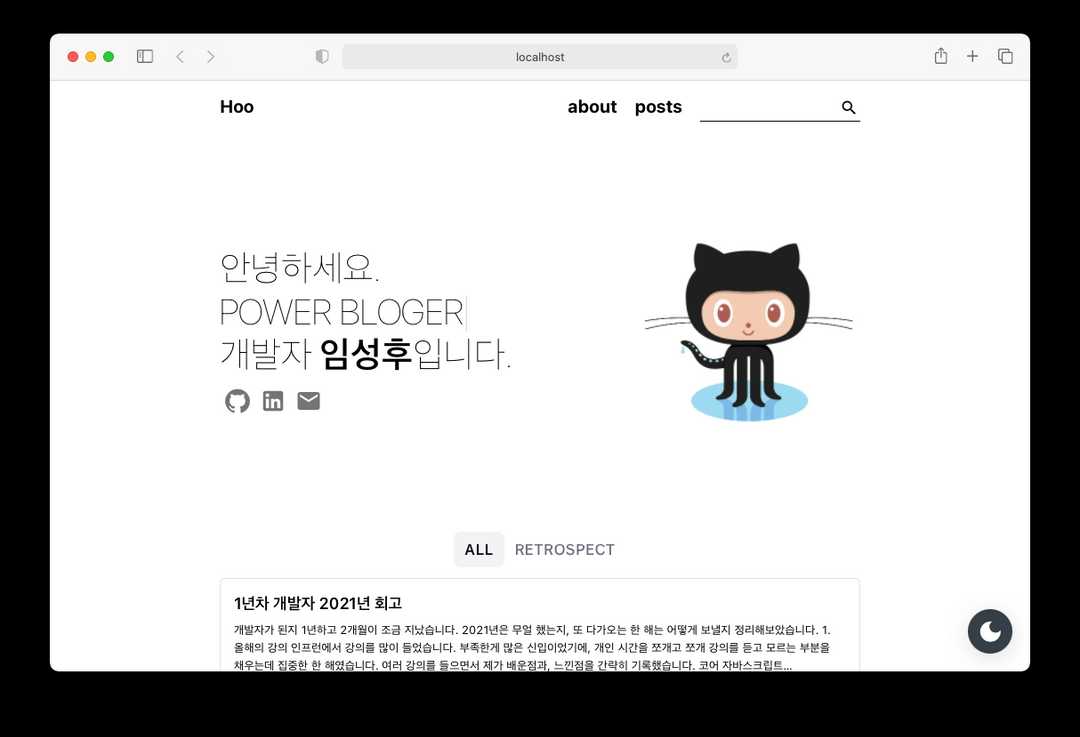 localhost
Hoo
about posts
안녕하세요.
POWER BLOGER
개발자 임성후입니다.
in
ALL RETROSPECT
1년차 개발자 2021년 회고
개발자가 된지 1년하고 2개월이 조금 지났습니다. 2021년은 무얼 했는지, 또 다가오는 한 해는 어떻게 보낼지 정리해보았습니다. 1.
올해의 강의 인프런에서 강의를 많이 들었습니다. 부족한게 많은 신입이었기에, 개인 시간을 쪼개고 쪼개 강의를 듣고 모르는 부분을
채우는데 집중한 한 해였습니다. 여러 강의를 들으면서 제가 배운점과, 느낀점을 간략히 기록했습니다. 코어 자바스크립트...